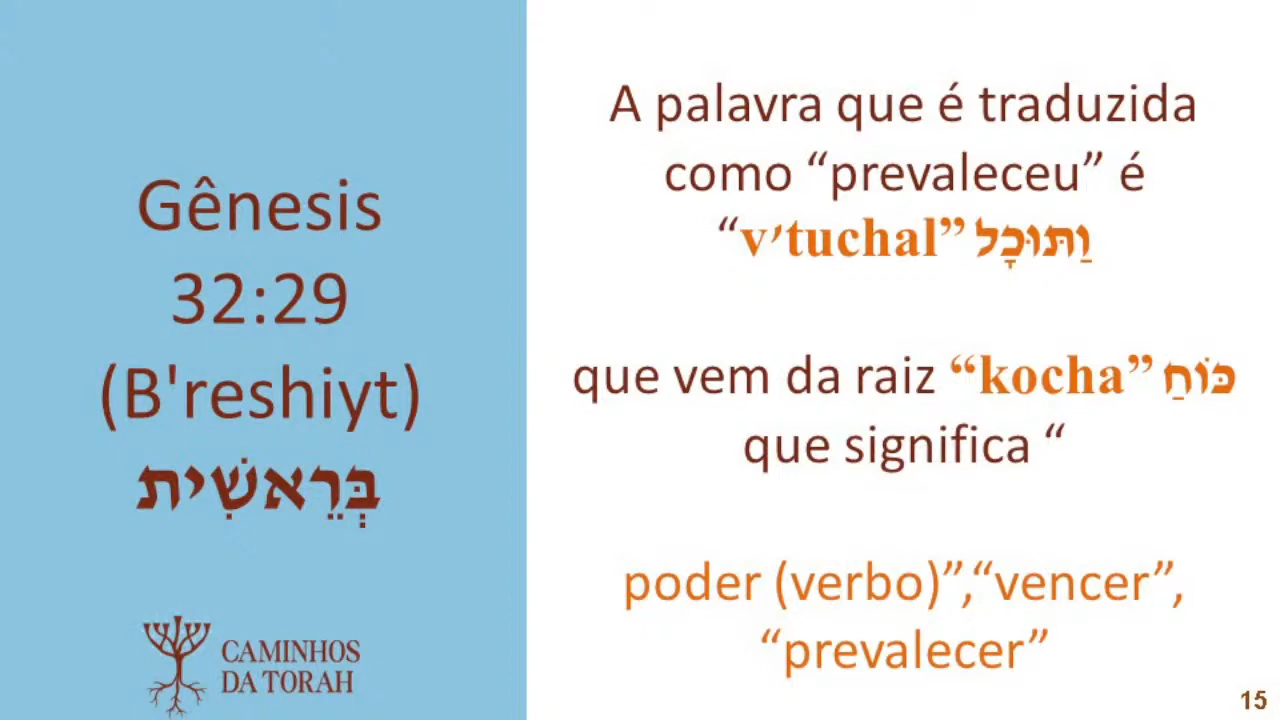 Gênesis
32:29
(B'reshiyt)
בְּרֵאשִׁית
CAMINHOS
DA TORAH
A palavra que é traduzida
como “prevaleceu” é
“v׳tuchal” וַתּוּכָל
que vem da raiz “kocha” כּוֹחַ
que significa “
poder (verbo)”,“vencer”,
“prevalecer”
15